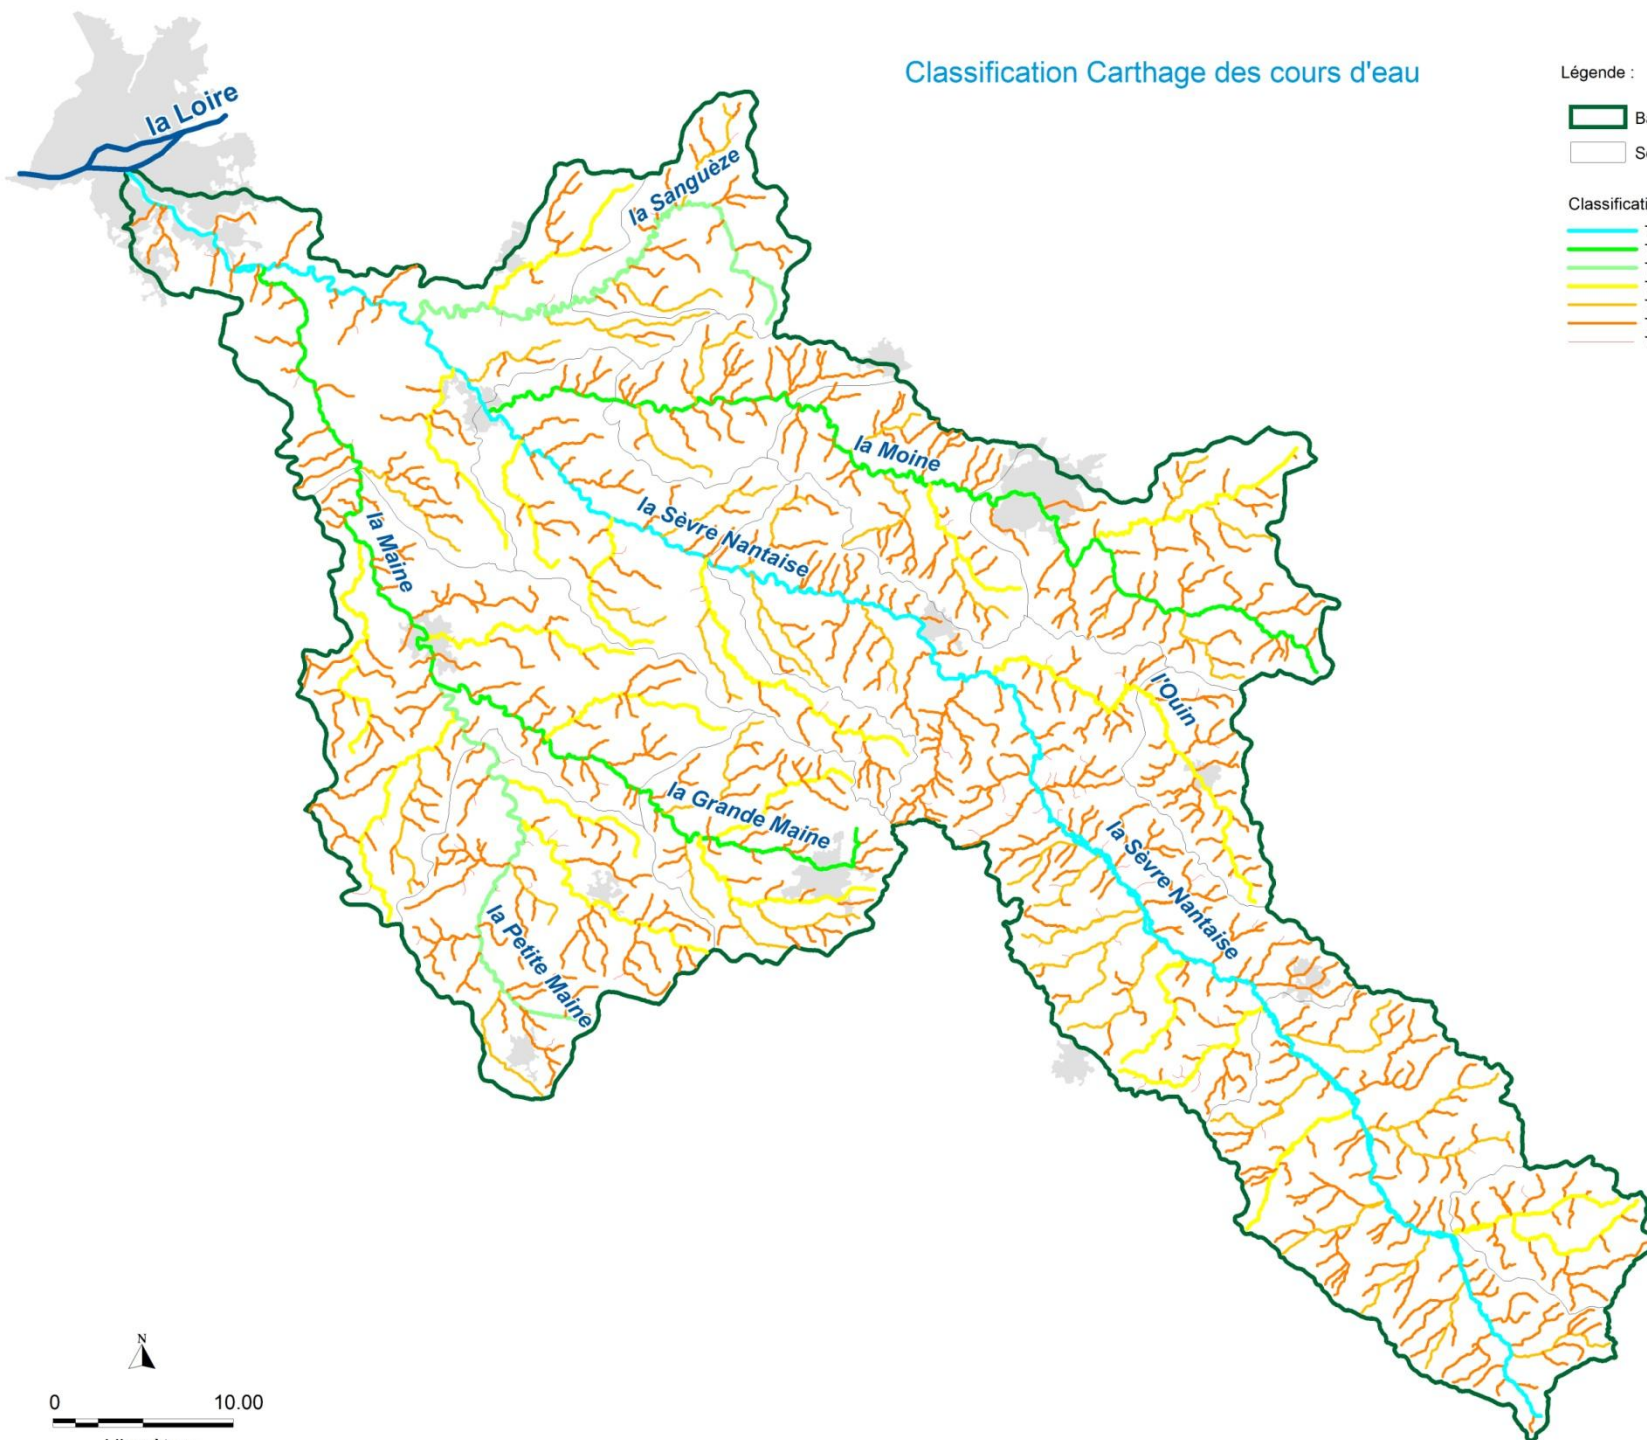 Classification Carthage des cours d'eau
Légende :
la Loire
la Sanguèze
la Moine
la Sèvre Nantaise
la Maine
l'Ouin
la Grande Maine
la Sèvre Nantaise
la Petite Maine
N
0 10.00